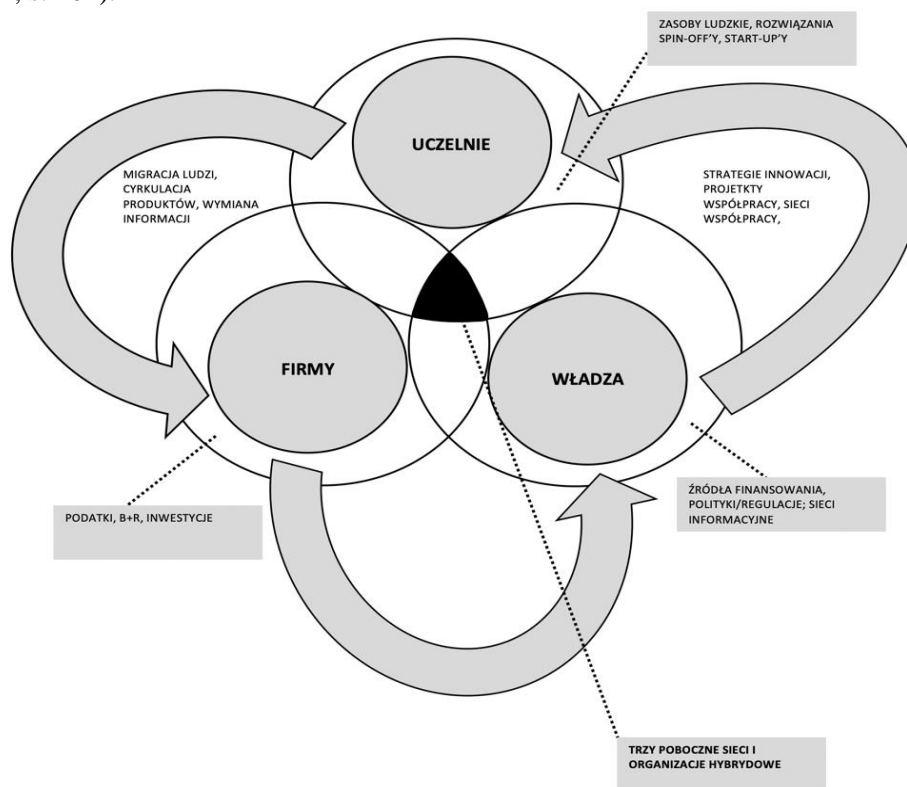 ZASOBY LUDZKIE, ROZWIĄZANIA
SPIN-OFF'Y, START-UP'Y
UCZELNIE
MIGRACJA LUDZI,
CYRKULACJA
PRODUKTÓW, WYMIANA
INFORMACJI
STRATEGIE INNOWACJI,
PROJETKTY
WSPÓŁPRACY, SIECI
WSPÓŁPRACY,
FIRMY
WŁADZA
PODATKI, B+R, INWESTYCJE
ŹRÓDŁA FINANSOWANIA,
POLITYKI/REGULACJE; SIECI
INFORMACYJNE
TRZY POBOCZNE SIECI I
ORGANIZACJE HYBRYDOWE